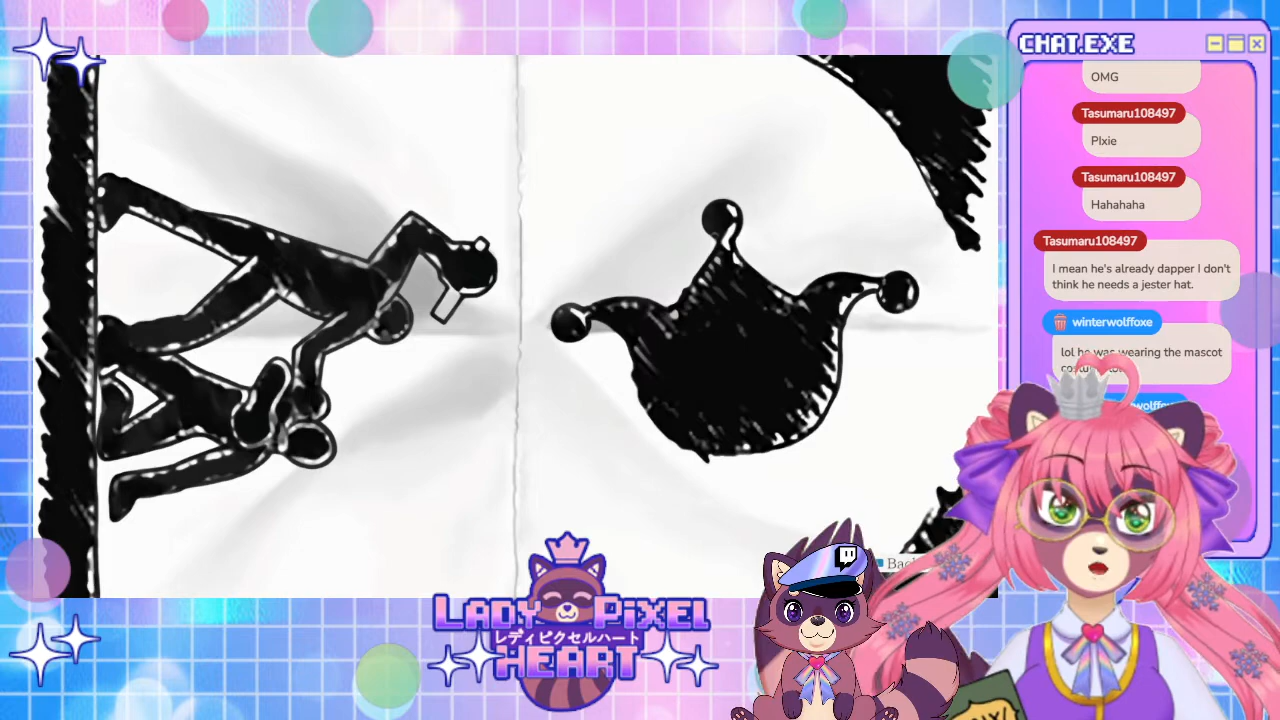 CHAT.EXE
OMG
Tasumaru108497
PIxie
Tasumaru108497
Hahahaha
Tasumaru108497
I mean he's already dapper I don't
think he needs a jester hat.
winterwolffoxe
lol he was wearing the mascot
LADY PIXEL
レディピクセルハート
HEART